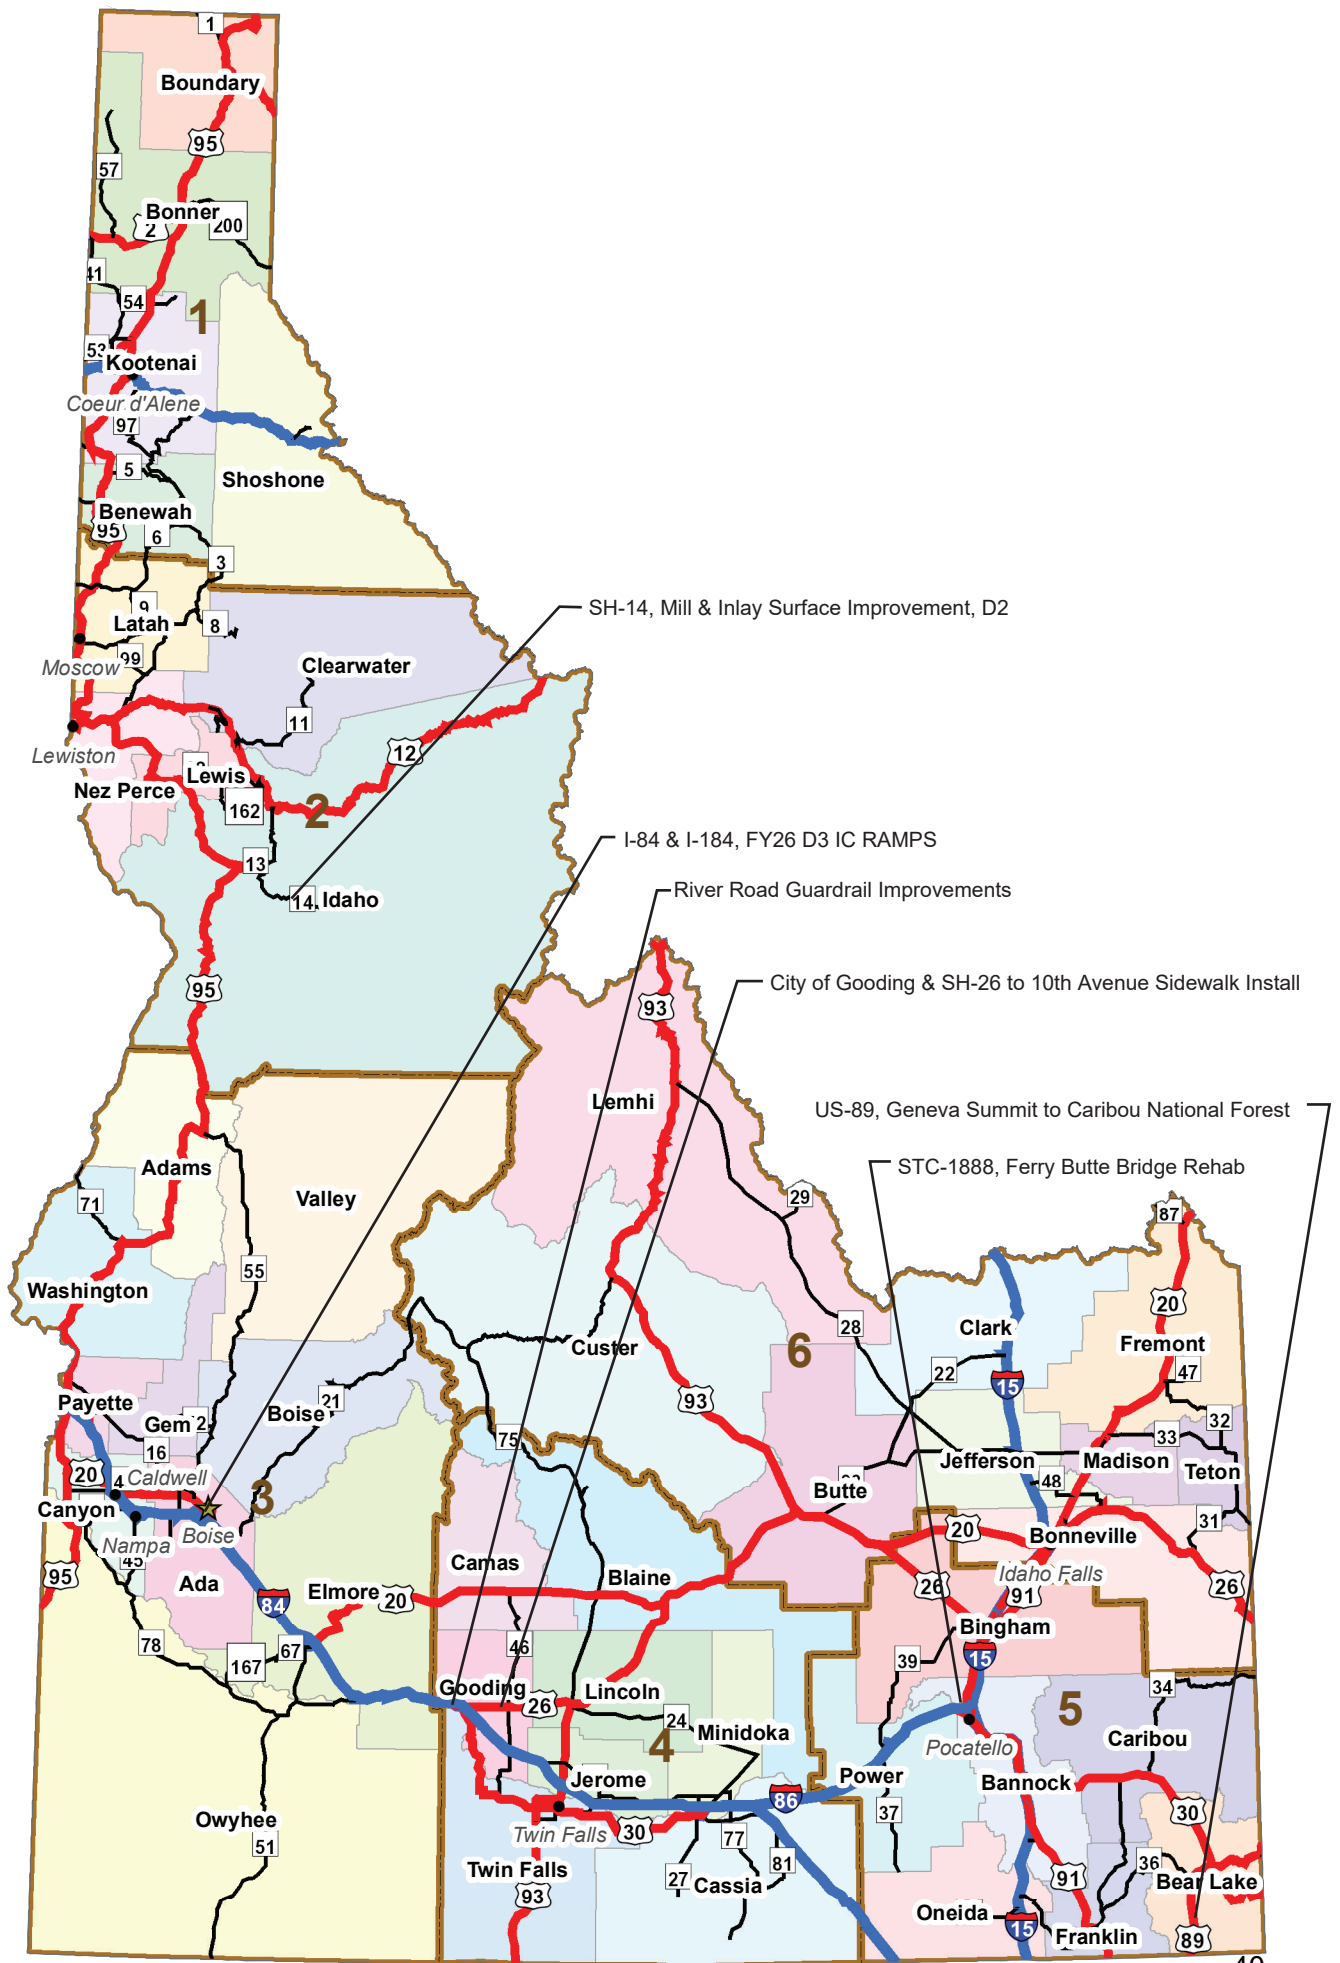 1
Boundary
95
57
Bonner
2
200
41
54
1
53
Kootenai
Coeur d'Alene
97
5
Shoshone
Benewah
95
6
3
SH-14, Mill & Inlay Surface Improvement, D2
9
Latah
8
Moscow
99
Clearwater
11
12
Lewiston
Lewis
Nez Perce
162
2
I-84 & I-184, FY26 D3 IC RAMPS
13
14
Idaho
River Road Guardrail Improvements
95
City of Gooding & SH-26 to 10th Avenue Sidewalk Install
93
Lemhi
US-89, Geneva Summit to Caribou National Forest
STC-1888, Ferry Butte Bridge Rehab
Adams
71
Valley
29
87
55
Washington
20
28
Clark
Fremont
Custer
6
22
15
47
93
Payette
21
Boise
Gem
32
75
16
33
Jefferson
Madison
Teton
20
Caldwell
4
48
Butte
3
Canyon
31
Boise
20
Bonneville
Nampa
45
Camas
Idaho Falls
95
Ada
Blaine
26
26
91
Elmore
20
84
Bingham
78
46
67
15
167
39
Gooding
Lincoln
34
26
5
24
Minidoka
4
Caribou
Pocatello
Power
Jerome
Bannock
86
37
30
Owyhee
Twin Falls
30
77
51
36
81
Twin Falls
27
Cassia
91
Bear Lake
93
Oneida
15
Franklin
89